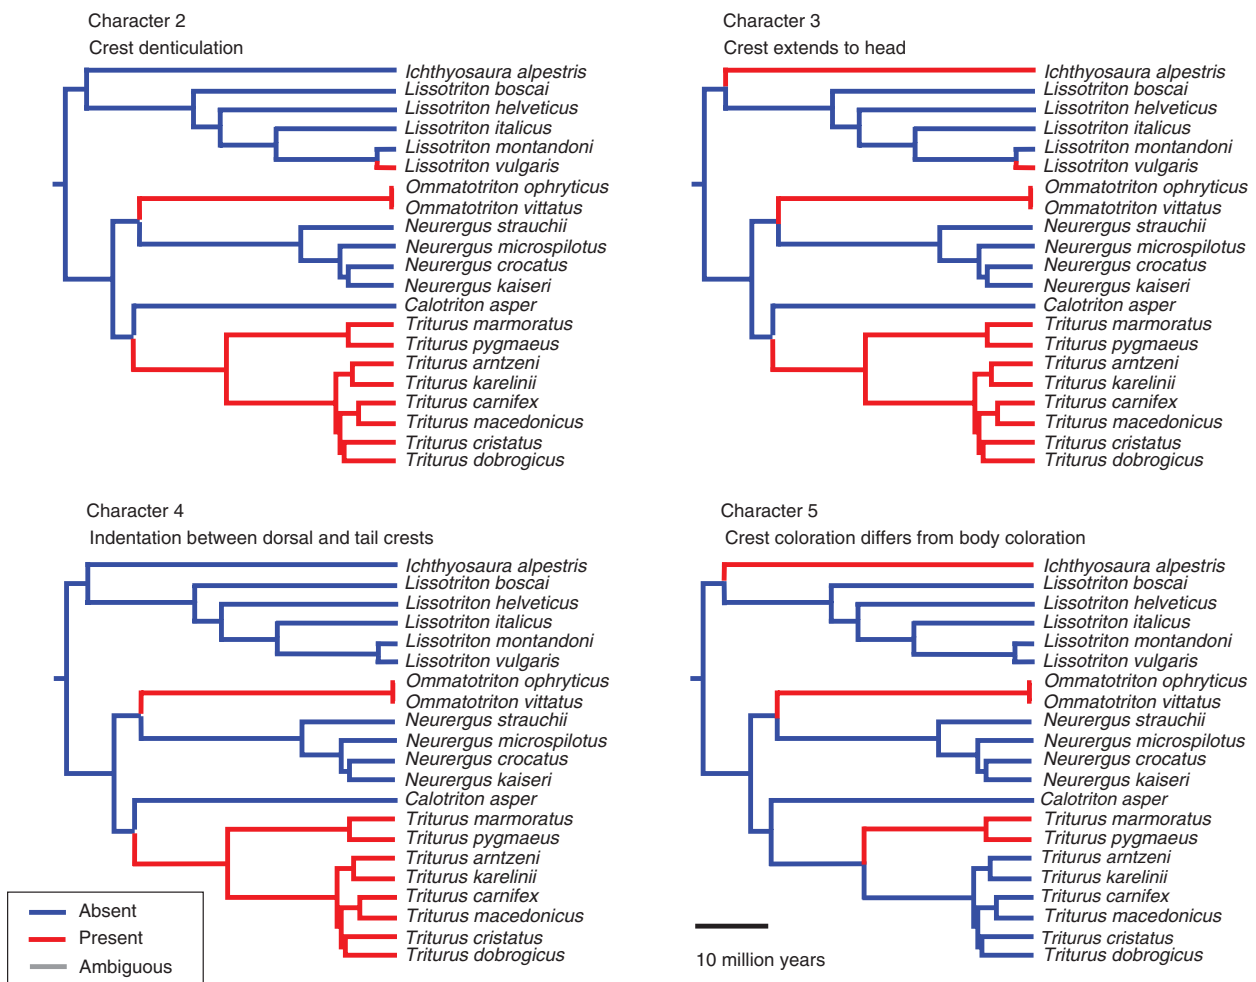 Character 2
Crest denticulation
Ichthyosaura alpestris
Lissotriton boscai
Lissotriton helveticus
Lissotriton italicus
Lissotriton montandoni
Lissotriton vulgaris
Ommatotriton ophryticus
Ommatotriton vittatus
Neurergus strauchii
Neurergus microspilotus
Neurergus crocatus
Neurergus kaiseri
Calotriton asper
Triturus marmoratus
Triturus pygmaeus
Triturus arntzeni
Triturus karelinii
Triturus carnifex
Triturus macedonicus
Triturus cristatus
Triturus dobrogicus
Character 3
Crest extends to head
Ichthyosaura alpestris
Lissotriton boscai
Lissotriton helveticus
Lissotriton italicus
Lissotriton montandoni
Lissotriton vulgaris
Ommatotriton ophryticus
Ommatotriton vittatus
Neurergus strauchii
Neurergus microspilotus
Neurergus crocatus
Neurergus kaiseri
Calotriton asper
Triturus marmoratus
Triturus pygmaeus
Triturus arntzeni
Triturus karelinii
Triturus carnifex
Triturus macedonicus
Triturus cristatus
Triturus dobrogicus
Character 4
Indentation between dorsal and tail crests
Ichthyosaura alpestris
Lissotriton boscai
Lissotriton helveticus
Lissotriton italicus
Lissotriton montandoni
Lissotriton vulgaris
Ommatotriton ophryticus
Ommatotriton vittatus
Neurergus strauchii
Neurergus microspilotus
Neurergus crocatus
Neurergus kaiseri
Calotriton asper
Triturus marmoratus
Triturus pygmaeus
Triturus arntzeni
Triturus karelinii
Triturus carnifex
Triturus macedonicus
Triturus cristatus
Triturus dobrogicus
Absent
Present
Ambiguous
Character 5
Crest coloration differs from body coloration
Ichthyosaura alpestris
Lissotriton boscai
Lissotriton helveticus
Lissotriton italicus
Lissotriton montandoni
Lissotriton vulgaris
Ommatotriton ophryticus
Ommatotriton vittatus
Neurergus strauchii
Neurergus microspilotus
Neurergus crocatus
Neurergus kaiseri
Calotriton asper
Triturus marmoratus
Triturus pygmaeus
Triturus arntzeni
Triturus karelinii
Triturus carnifex
Triturus macedonicus
Triturus cristatus
Triturus dobrogicus
10 million years